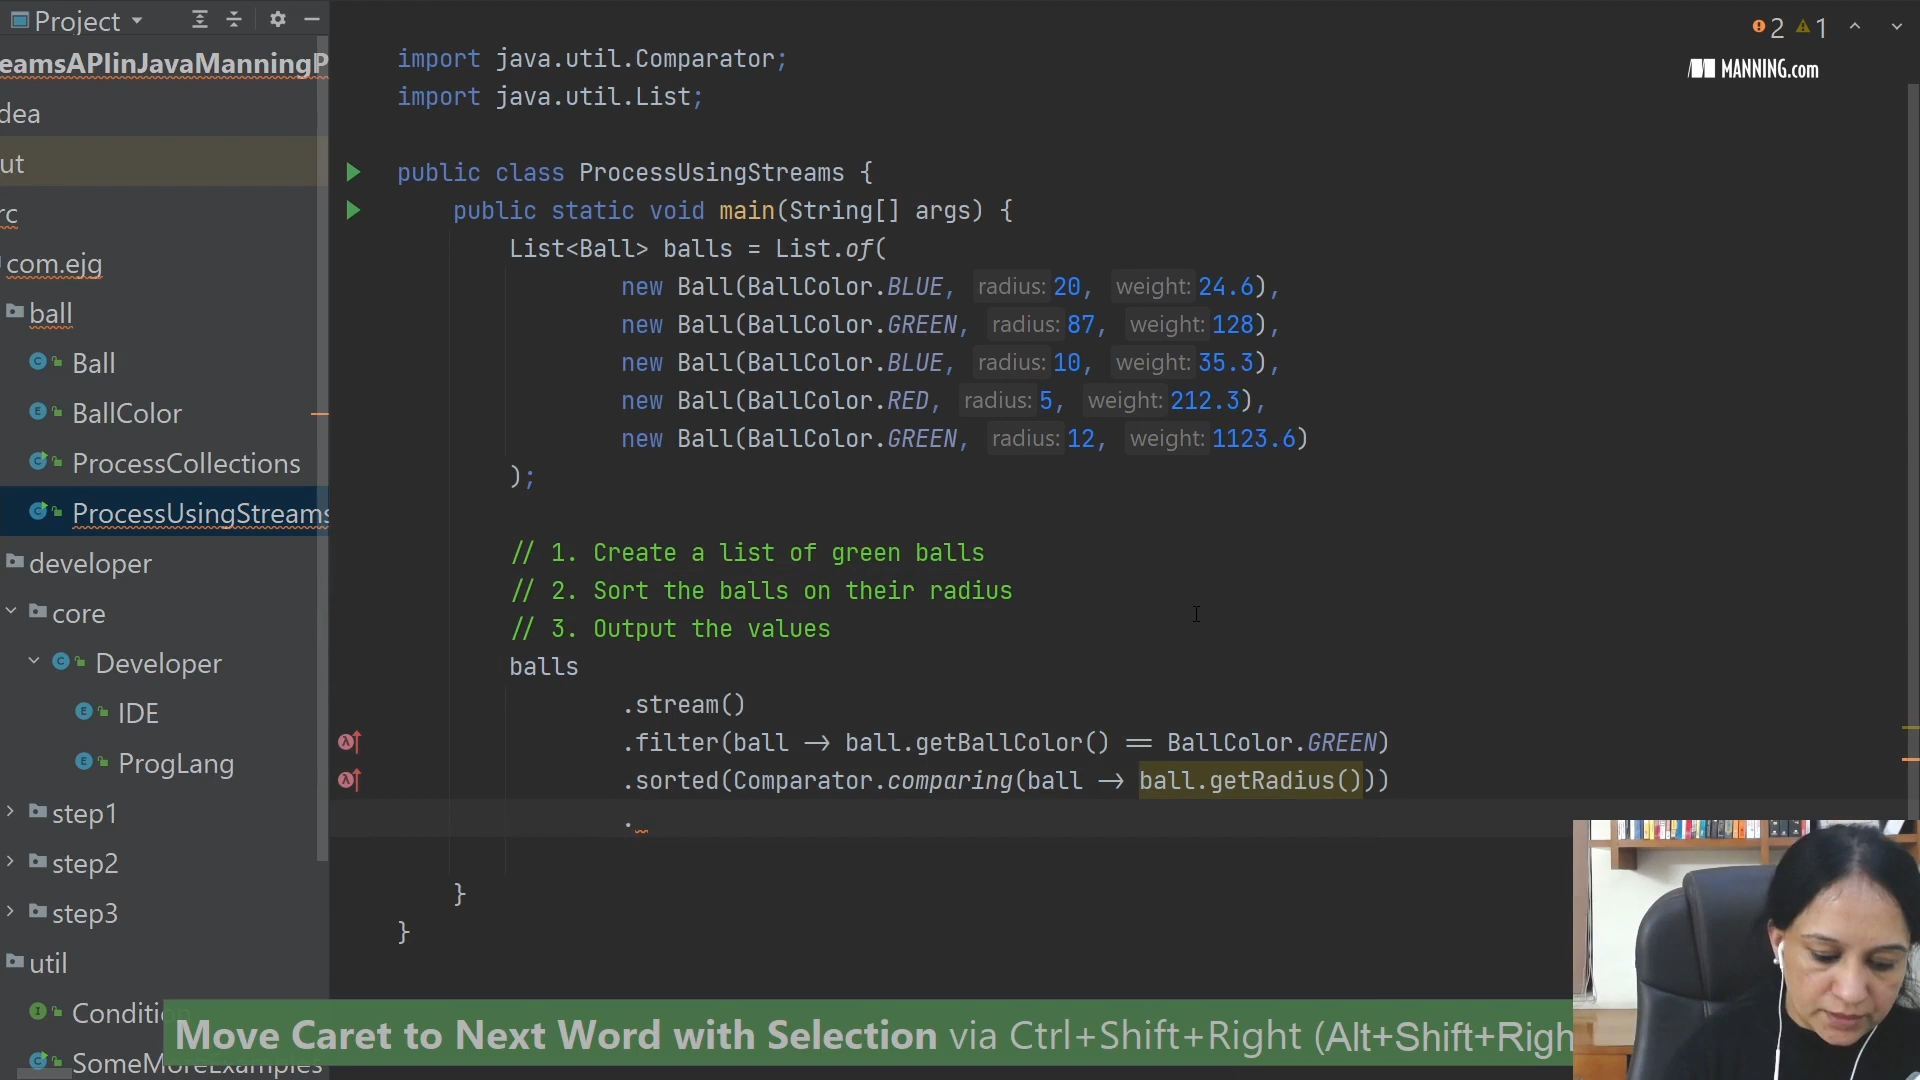 Project
eamsAPIinJavaManningP
dea
ut
rc
com.ejg
ball
Ball
BallColor
ProcessCollections
ProcessUsingStreams
developer
core
Developer
IDE
ProgLang
step1
step2
step3
util
Conditio
SomeMoreExamples
2 1
MANNING.com
import java.util.Comparator;
import java.util.List;
public class ProcessUsingStreams {
public static void main(String[] args) {
List<Ball> balls = List.of(
new Ball(BallColor.BLUE, radius: 20, weight: 24.6),
new Ball(BallColor.GREEN, radius: 87, weight: 128),
new Ball(BallColor.BLUE, radius: 10, weight: 35.3),
new Ball(BallColor.RED, radius: 5, weight: 212.3),
new Ball(BallColor.GREEN, radius: 12, weight: 1123.6)
);
// 1. Create a list of green balls
// 2. Sort the balls on their radius
// 3. Output the values
balls
.stream()
.filter(ball -> ball.getBallColor() == BallColor.GREEN)
.sorted(Comparator.comparing(ball -> ball.getRadius()))
.
}
}
Move Caret to Next Word with Selection via Ctrl+Shift+Right (Alt+Shift+Righ